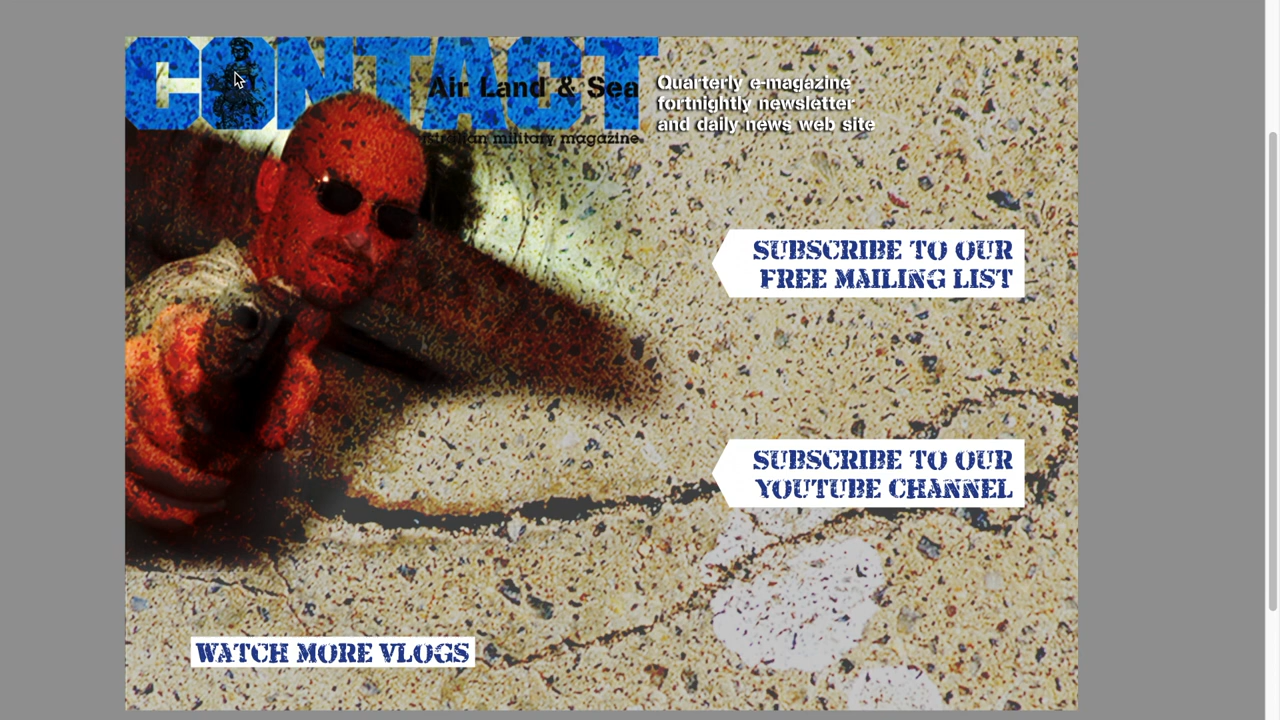 CONTACT
Air Land & Sea
military magazine
Quarterly e-magazine
fortnightly newsletter
and daily news web site
SUBSCRIBE TO OUR
FREE MAILING LIST
SUBSCRIBE TO OUR
YOUTUBE CHANNEL
WATCH MORE VLOGS